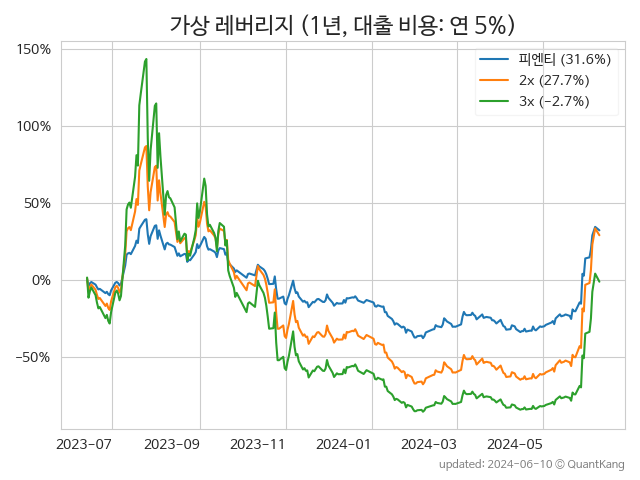 가상 레버리지 (1년, 대출 비용: 연 5%)
150%
100%
50%
0%
−50%
피엔티 (31.6%)
2x (27.7%)
3x (−2.7%)
2023-07 2023-09 2023-11 2024-01 2024-03 2024-05
updated: 2024-06-10 © QuantKang